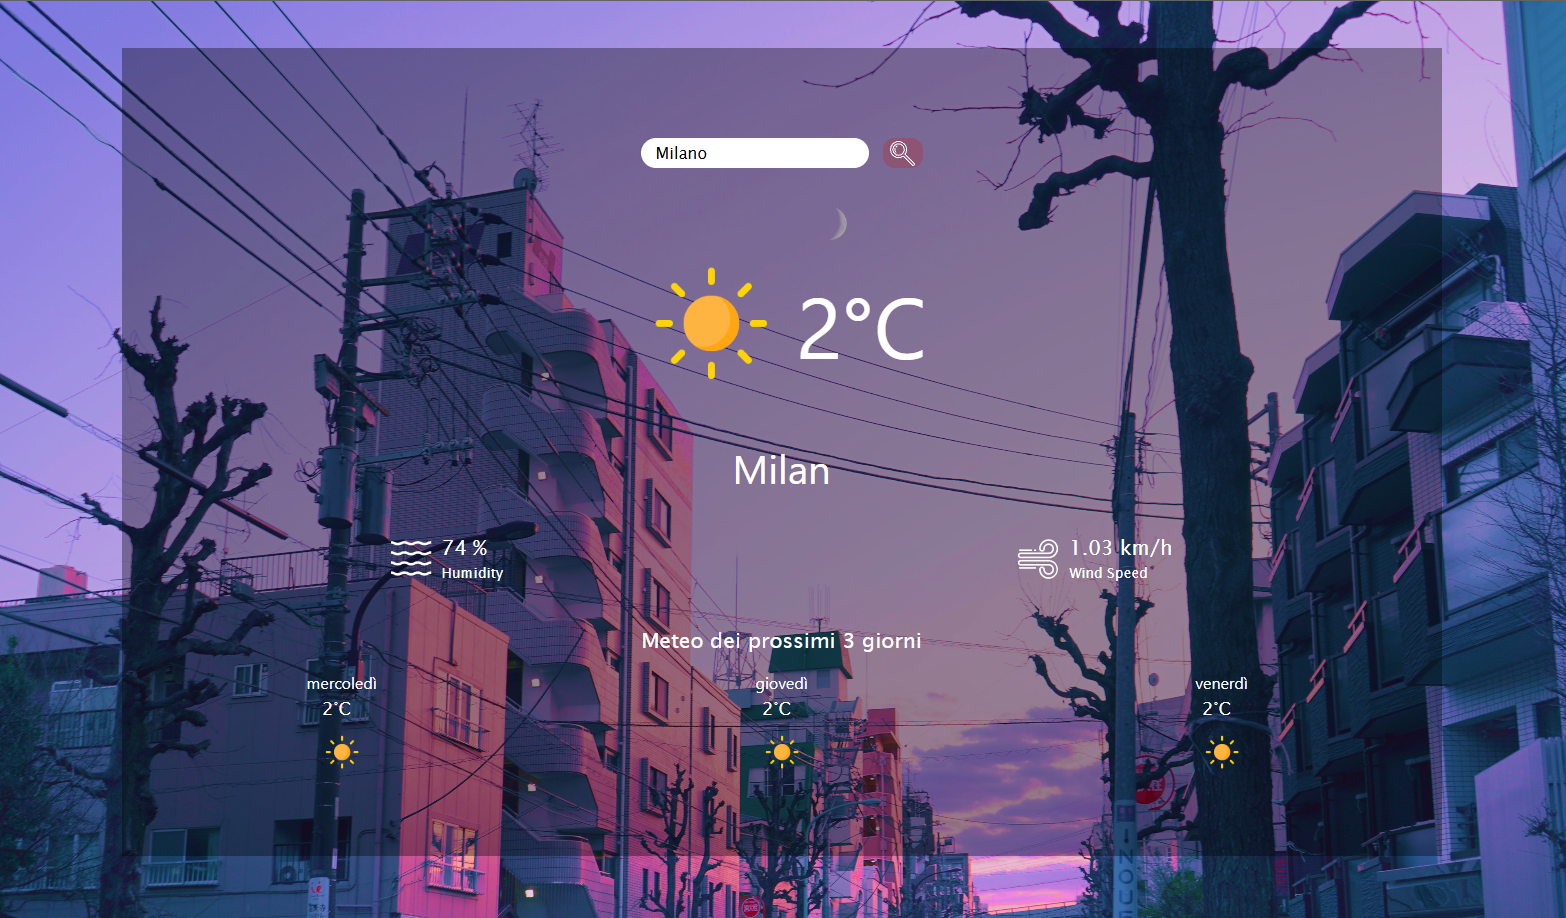 Milano
2°C
Milan
74 %
Humidity
1.03 km/h
Wind Speed
Meteo dei prossimi 3 giorni
mercoledì
2°C
giovedì
2°C
venerdì
2°C
INOUE